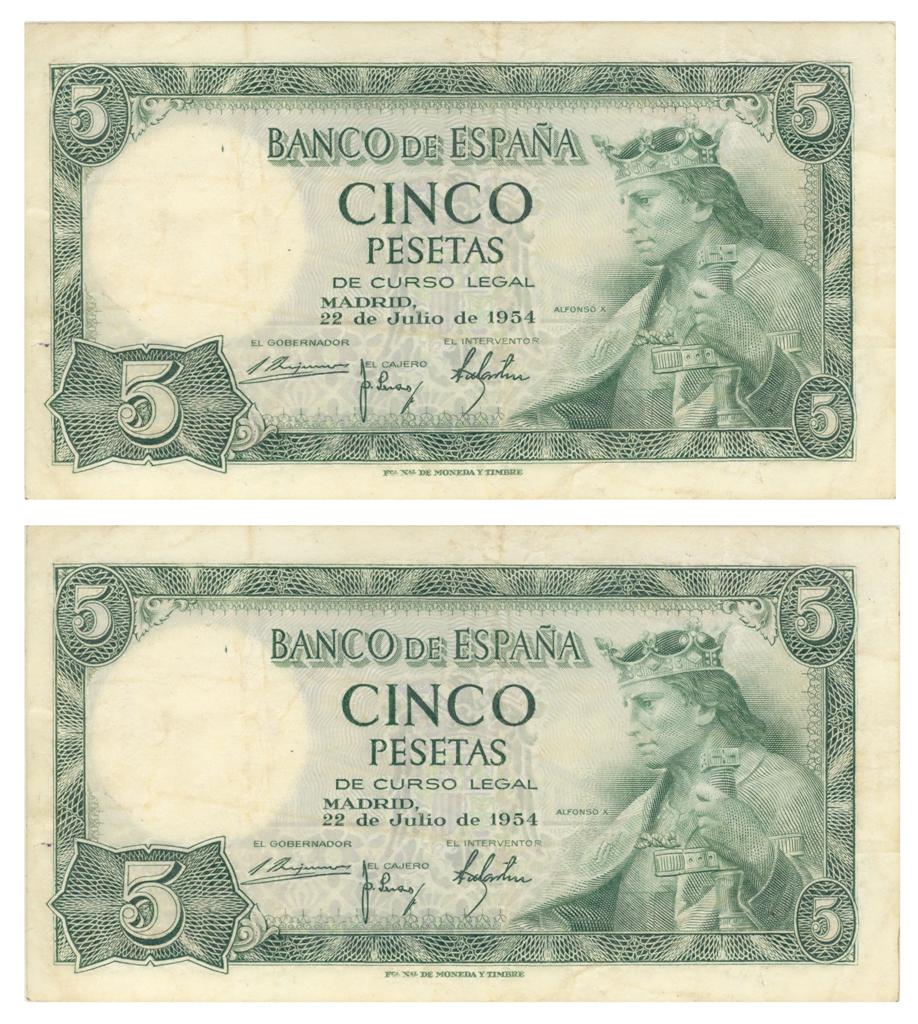 5
5
BANCO DE ESPAÑA
CINCO
PESETAS
DE CURSO LEGAL
MADRID,
22 de Julio de 1954
ALFONSO X
EL GOBERNADOR
EL INTERVENTOR
EL CAJERO
5
5
FCA. NAL. DE MONEDA Y TIMBRE
5
5
BANCO DE ESPAÑA
CINCO
PESETAS
DE CURSO LEGAL
MADRID,
22 de Julio de 1954
ALFONSO X
EL GOBERNADOR
EL INTERVENTOR
EL CAJERO
5
5
FCA. NAL. DE MONEDA Y TIMBRE